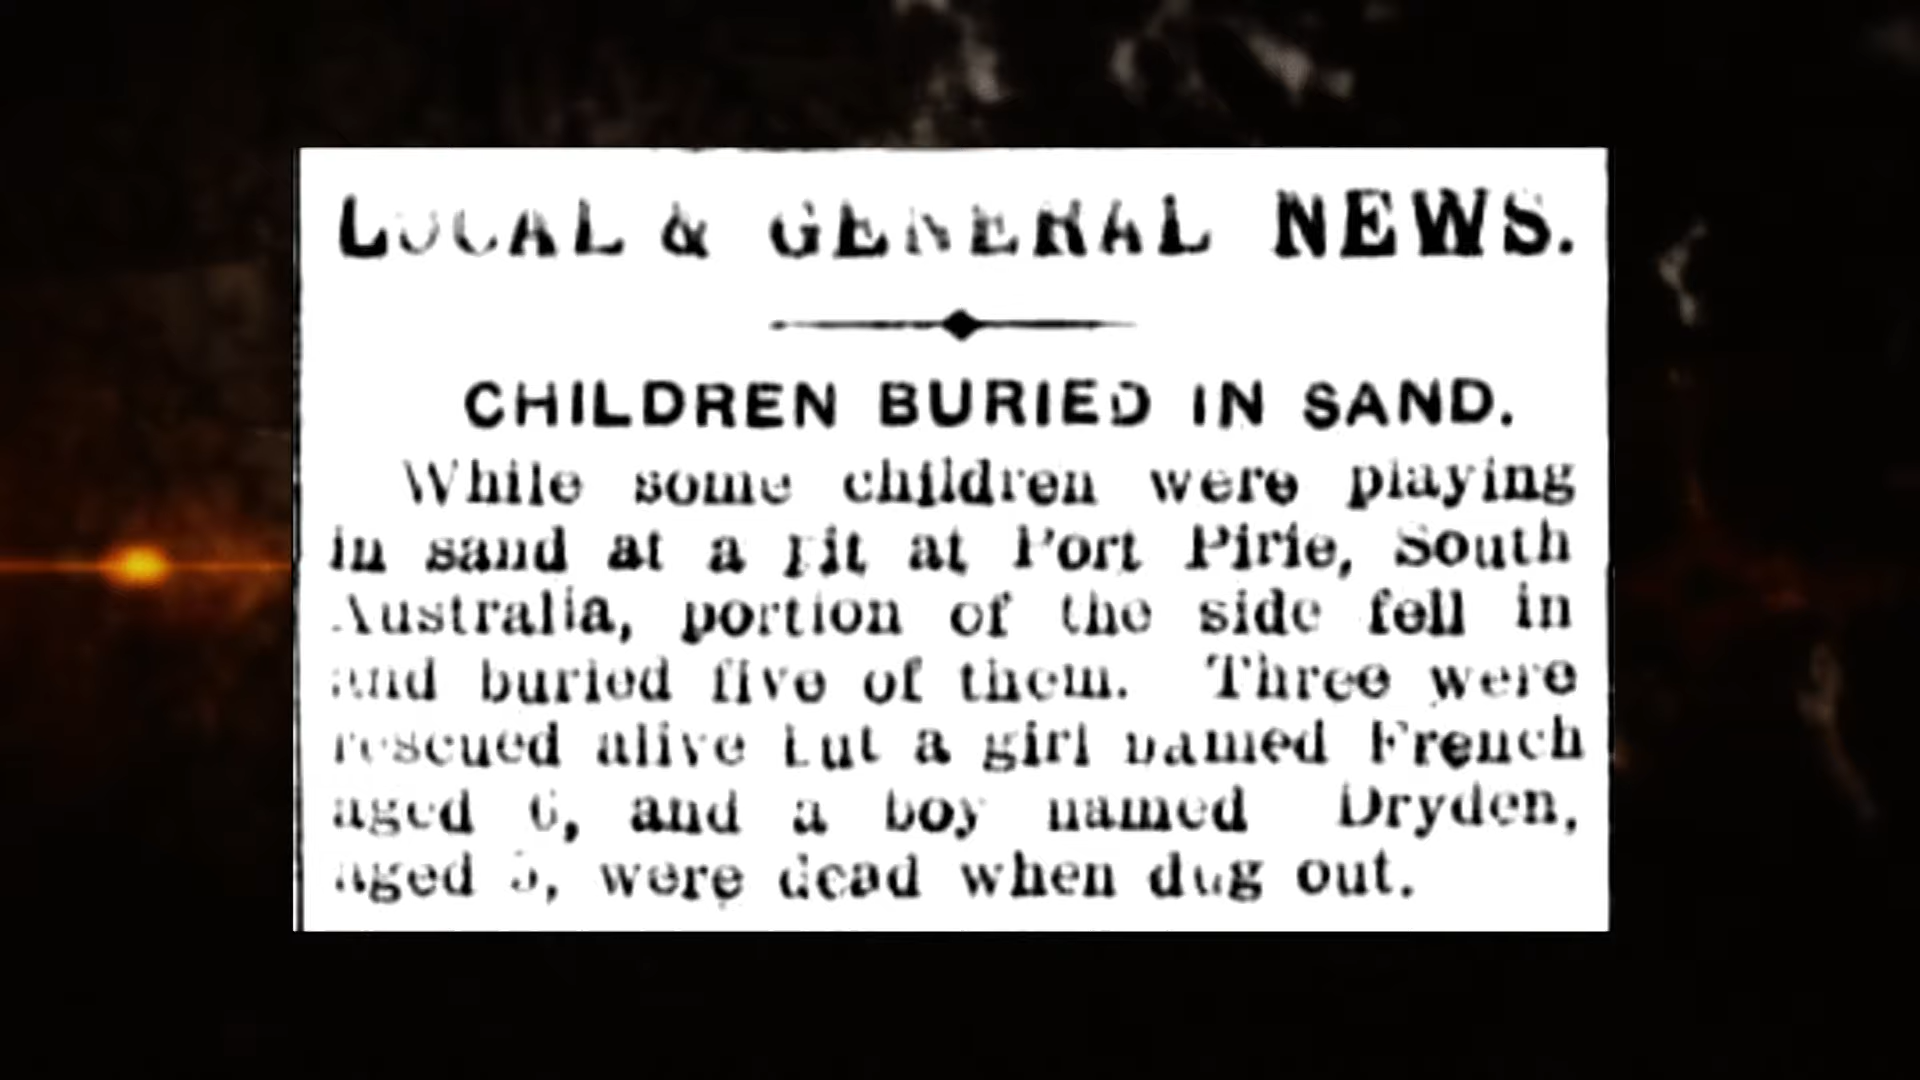 LOCAL & GENERAL NEWS.
CHILDREN BURIED IN SAND.
While some children were playing
in sand at a pit at Port Pirie, South
Australia, portion of the side fell in
and buried five of them. Three were
rescued alive but a girl named French
aged 6, and a boy named Dryden,
aged 5, were dead when dug out.